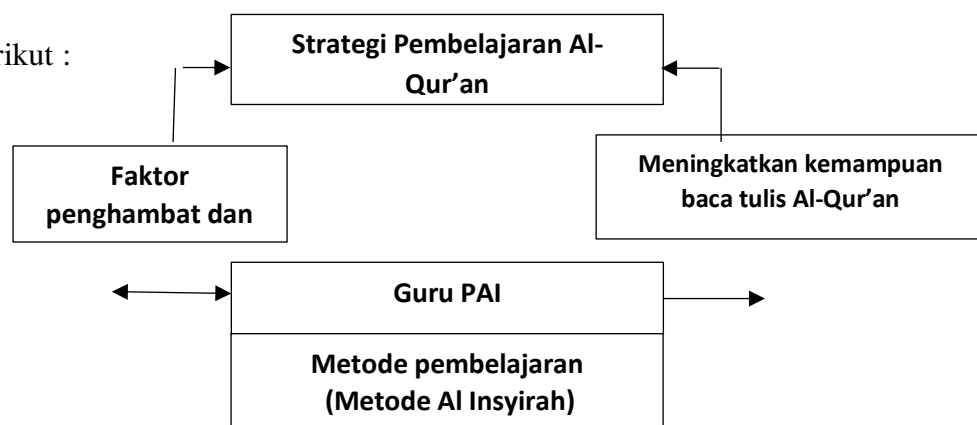 rikut :
Strategi Pembelajaran Al-
Qur’an
Faktor
penghambat dan
Meningkatkan kemampuan
baca tulis Al-Qur’an
Guru PAI
Metode pembelajaran
(Metode Al Insyirah)